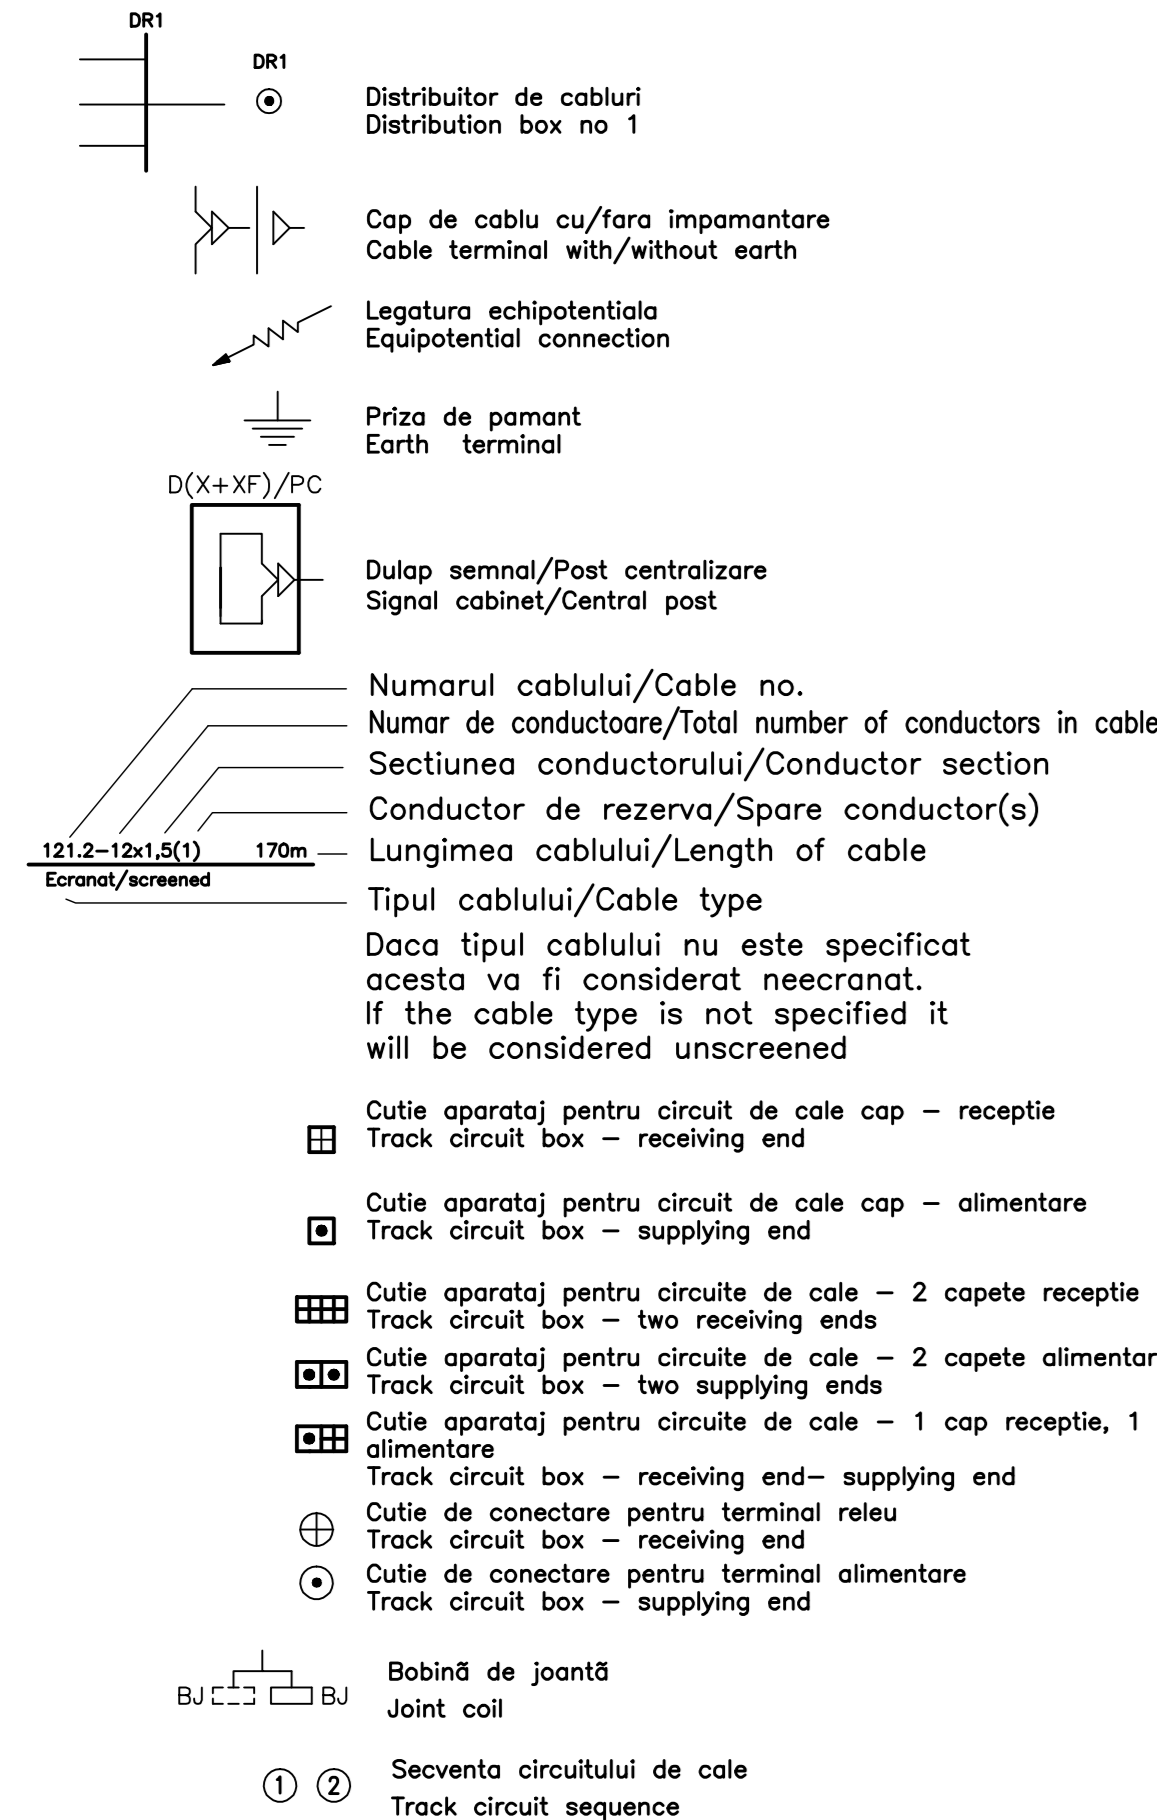 DR1
DR1
Distribuitor de cabluri
Distribution box no 1
Cap de cablu cu/fara impamantare
Cable terminal with/without earth
Legatura echipotentiala
Equipotential connection
Priza de pamant
Earth terminal
D(X+XF)/PC
Dulap semnal/Post centralizare
Signal cabinet/Central post
Numarul cablului/Cable no.
Numar de conductoare/Total number of conductors in cable
Sectiunea conductorului/Conductor section
Conductor de rezerva/Spare conductor(s)
121.2-12x1,5(1) 170m
Lungimea cablului/Length of cable
Ecranat/screened
Tipul cablului/Cable type
Daca tipul cablului nu este specificat
acesta va fi considerat neecranat.
If the cable type is not specified it
will be considered unscreened
Cutie aparataj pentru circuit de cale cap – receptie
Track circuit box – receiving end
Cutie aparataj pentru circuit de cale cap – alimentare
Track circuit box – supplying end
Cutie aparataj pentru circuite de cale – 2 capete receptie
Track circuit box – two receiving ends
Cutie aparataj pentru circuite de cale – 2 capete alimentar
Track circuit box – two supplying ends
Cutie aparataj pentru circuite de cale – 1 cap receptie, 1
alimentare
Track circuit box – receiving end– supplying end
Cutie de conectare pentru terminal releu
Track circuit box – receiving end
Cutie de conectare pentru terminal alimentare
Track circuit box – supplying end
BJ BJ
Bobinã de joantã
Joint coil
1 2
Secventa circuitului de cale
Track circuit sequence